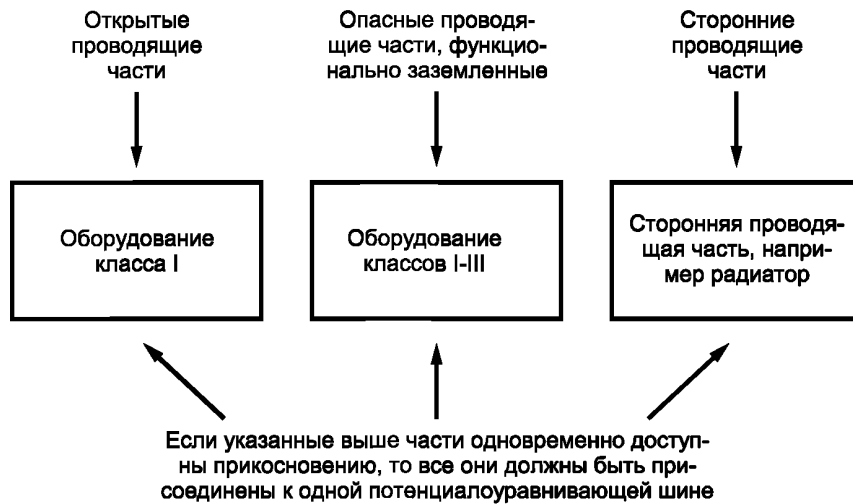 Открытые
проводящие
части
Опасные проводя-
щие части, функцио-
нально заземленные
Сторонние
проводящие
части
Оборудование
класса I
Оборудование
классов I-III
Сторонняя проводя-
щая часть, напри-
мер радиатор
Если указанные выше части одновременно доступ-
ны прикосновению, то все они должны быть при-
соединены к одной потенциалоуравнивающей шине